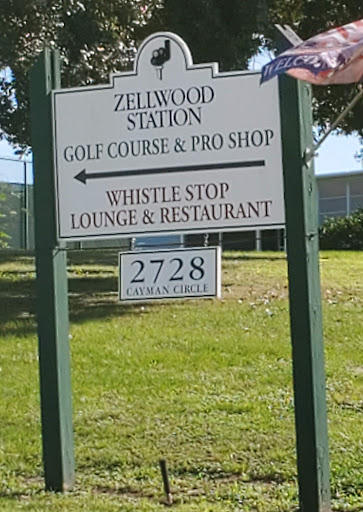 ZELLWOOD
STATION
GOLF COURSE & PRO SHOP
WHISTLE STOP
LOUNGE & RESTAURANT
2728
CAYMAN CIRCLE